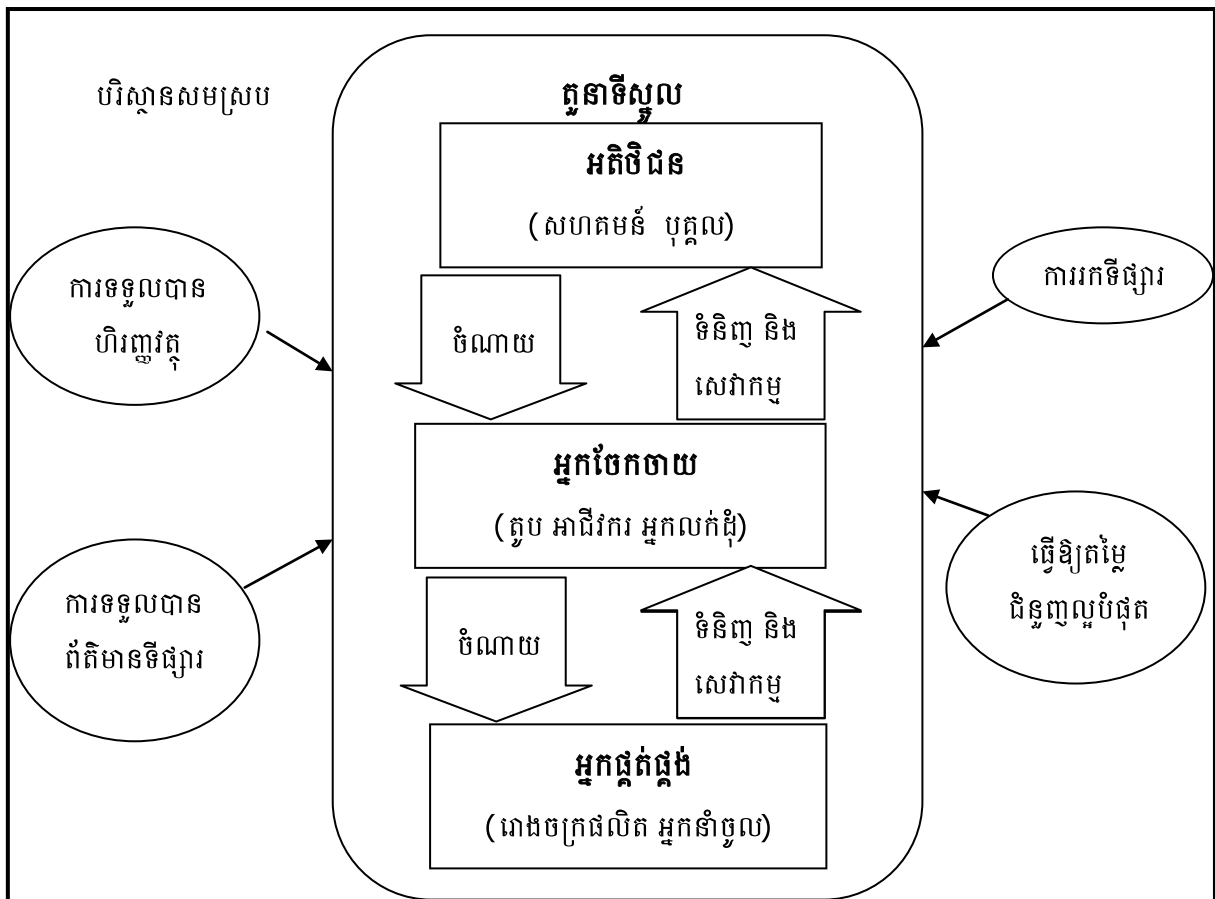 បរិស្ថានសមស្រប
តួនាទីស្នូល
អតិថិជន
(សហគមន៍ បុគ្គល)
ការទទួលបាន
ហិរញ្ញវត្ថុ
ការរកទីផ្សារ
ចំណាយ
ទំនិញ និង
សេវាកម្ម
អ្នកចែកចាយ
(តូប អាជីវករ អ្នកលក់ដុំ)
ការទទួលបាន
ព័ត៌មានទីផ្សារ
ធ្វើឱ្យតម្លៃ
ជំនួញល្អបំផុត
ចំណាយ
ទំនិញ និង
សេវាកម្ម
អ្នកផ្គត់ផ្គង់
(រោងចក្រផលិត អ្នកនាំចូល)